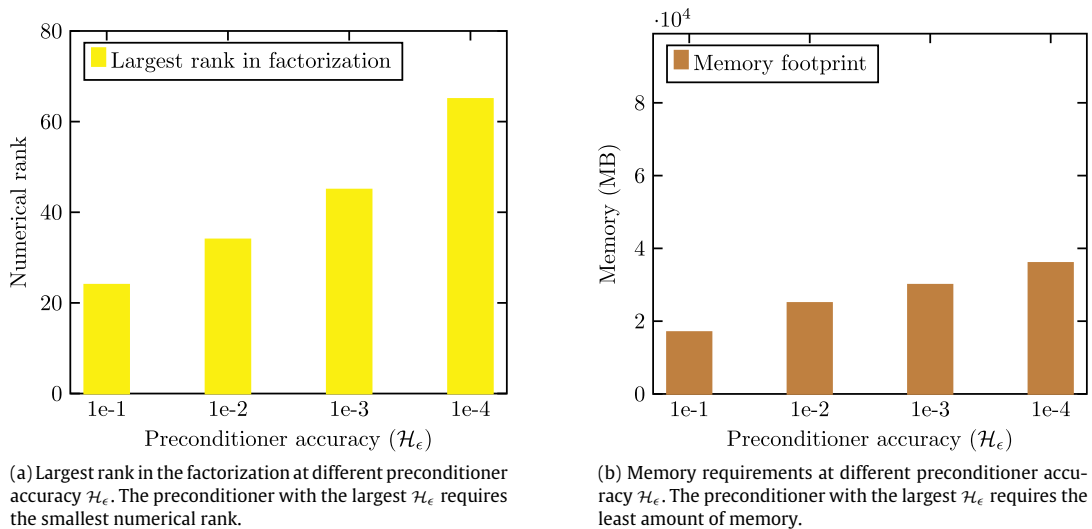 80
60
40
20
0
Numerical rank
Largest rank in factorization
1e-1 1e-2 1e-3 1e-4
Preconditioner accuracy (ℋϵ)
(a) Largest rank in the factorization at different preconditioner
accuracy ℋϵ. The preconditioner with the largest ℋϵ requires
the smallest numerical rank.
·10⁴
8
6
4
2
0
Memory (MB)
Memory footprint
1e-1 1e-2 1e-3 1e-4
Preconditioner accuracy (ℋϵ)
(b) Memory requirements at different preconditioner accu-
racy ℋϵ. The preconditioner with the largest ℋϵ requires the
least amount of memory.